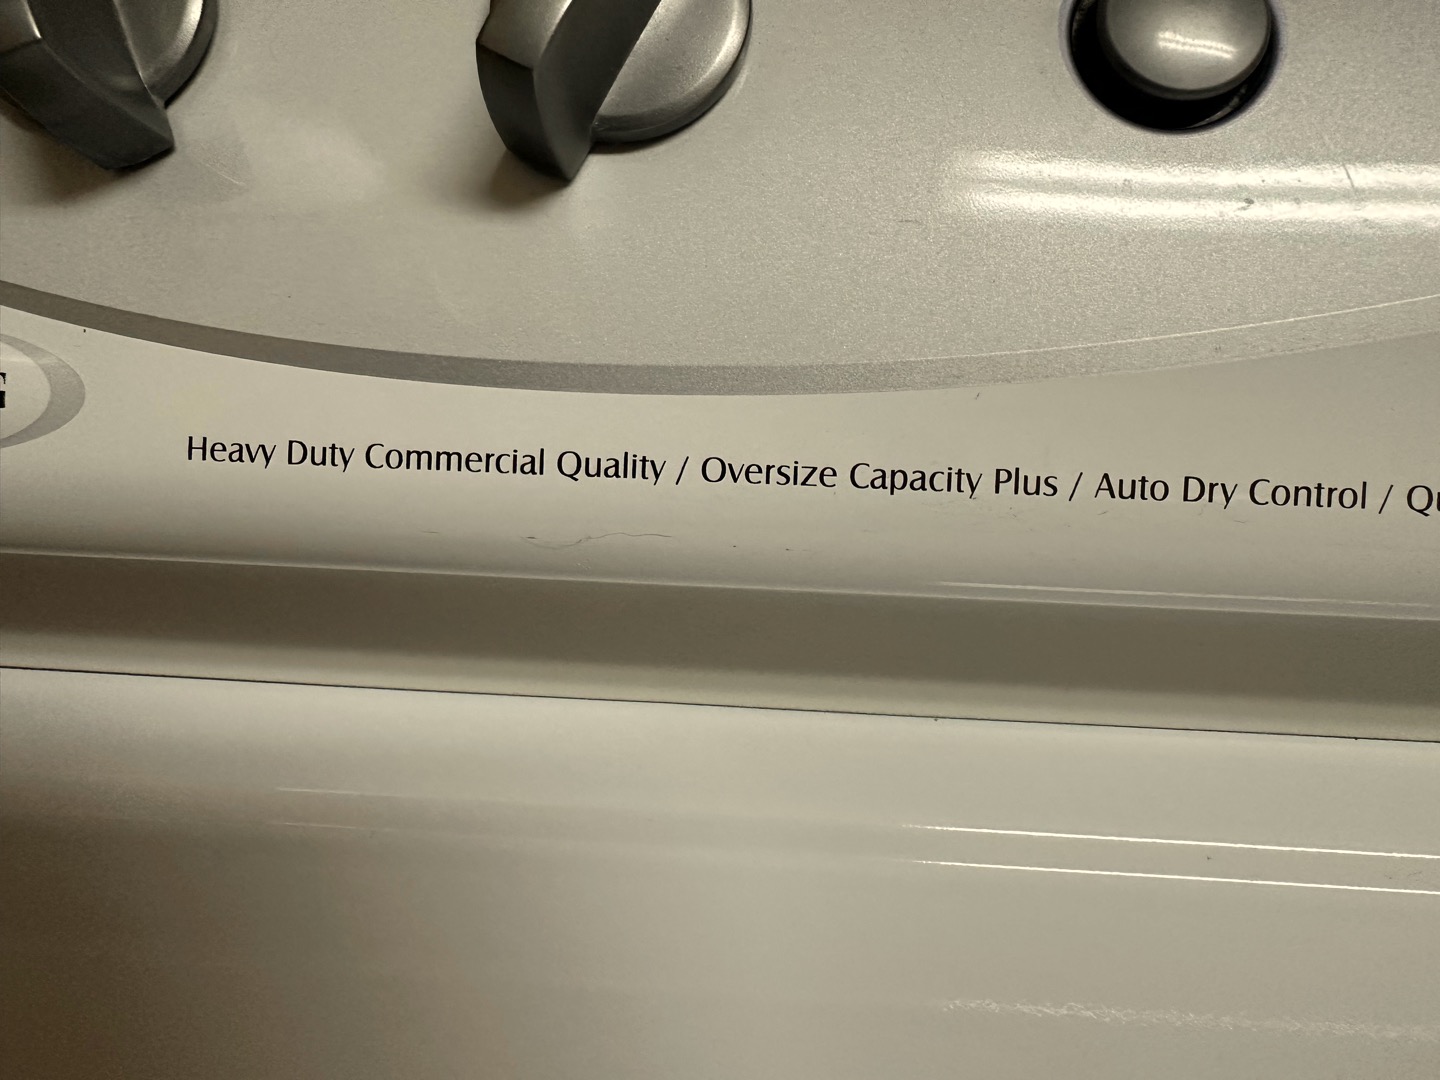 Heavy Duty Commercial Quality / Oversize Capacity Plus / Auto Dry Control /